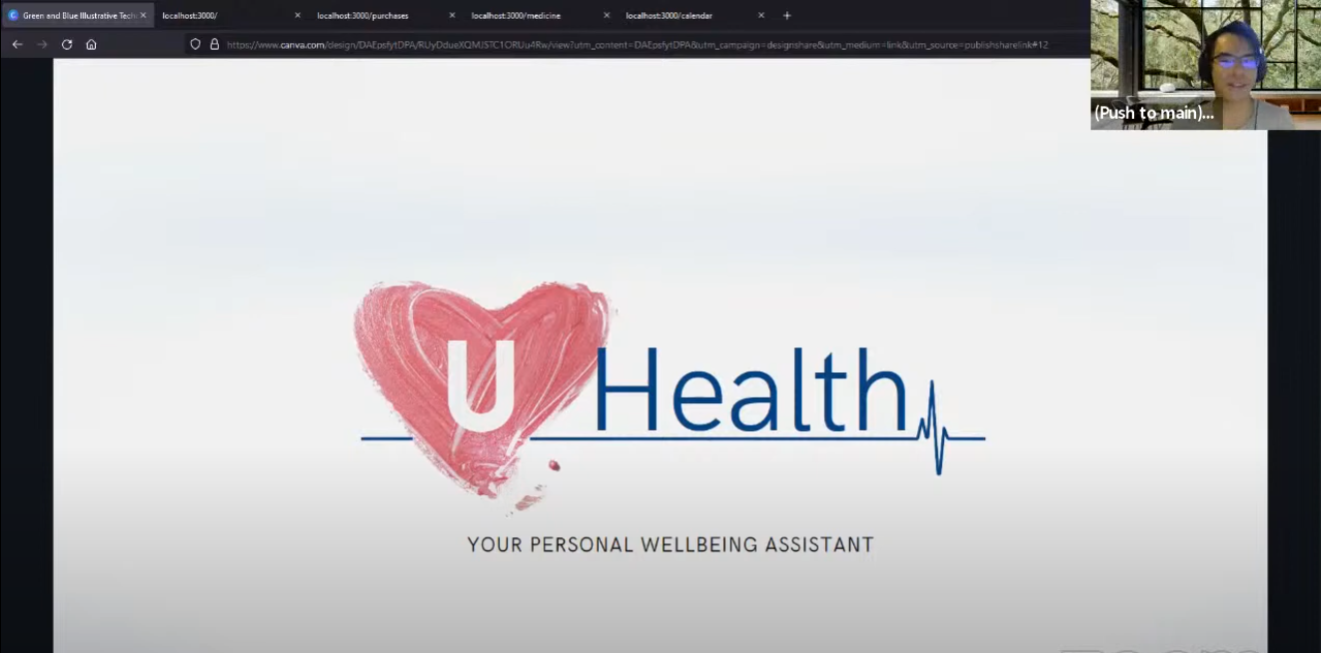 Green and Blue Illustrative Tech
localhost:3000/
localhost:3000/purchases
localhost:3000/medicine
localhost:3000/calendar
(Push to main)...
U Health
YOUR PERSONAL WELLBEING ASSISTANT
zoom